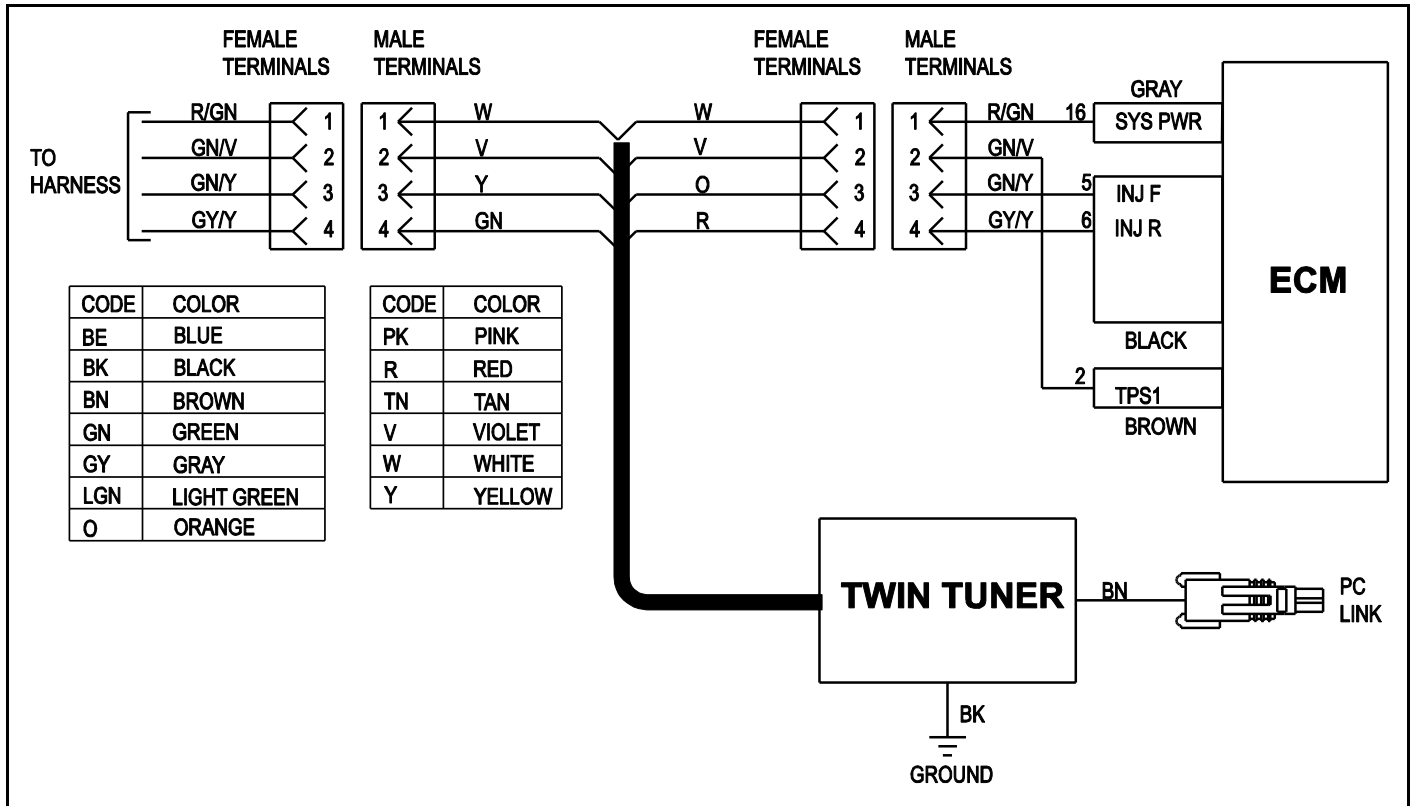 FEMALE TERMINALS
MALE TERMINALS
FEMALE TERMINALS
MALE TERMINALS
TO HARNESS
R/GN
GN/V
GN/Y
GY/Y
1
2
3
4
1
2
3
4
W
V
Y
GN
W
V
O
R
1
2
3
4
1
2
3
4
R/GN
GN/V
GN/Y
GY/Y
16
5
6
2
GRAY
SYS PWR
INJ F
INJ R
BLACK
TPS1
BROWN
ECM
CODE COLOR
BE BLUE
BK BLACK
BN BROWN
GN GREEN
GY GRAY
LGN LIGHT GREEN
O ORANGE
CODE COLOR
PK PINK
R RED
TN TAN
V VIOLET
W WHITE
Y YELLOW
TWIN TUNER
BN
PC LINK
BK
GROUND